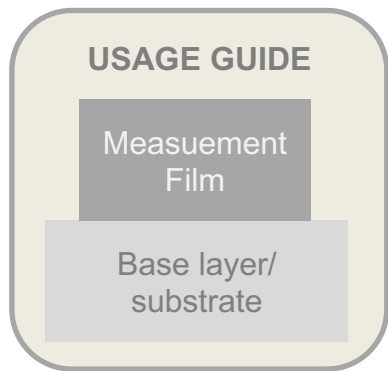 USAGE GUIDE
Measuement
Film
Base layer/
substrate